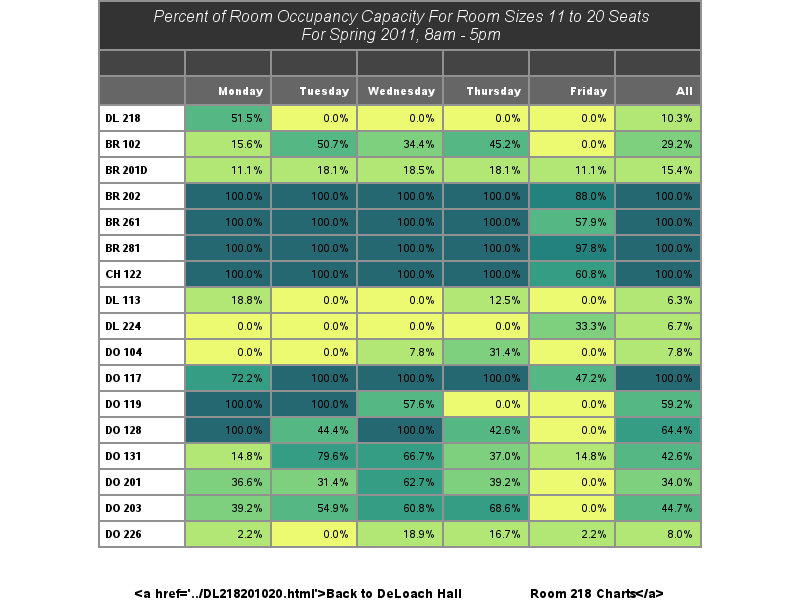 Percent of Room Occupancy Capacity For Room Sizes 11 to 20 Seats
For Spring 2011, 8am - 5pm
Monday Tuesday Wednesday Thursday Friday All
DL 218 51.5% 0.0% 0.0% 0.0% 0.0% 10.3%
BR 102 15.6% 50.7% 34.4% 45.2% 0.0% 29.2%
BR 201D 11.1% 18.1% 18.5% 18.1% 11.1% 15.4%
BR 202 100.0% 100.0% 100.0% 100.0% 88.0% 100.0%
BR 261 100.0% 100.0% 100.0% 100.0% 57.9% 100.0%
BR 281 100.0% 100.0% 100.0% 100.0% 97.8% 100.0%
CH 122 100.0% 100.0% 100.0% 100.0% 60.8% 100.0%
DL 113 18.8% 0.0% 0.0% 12.5% 0.0% 6.3%
DL 224 0.0% 0.0% 0.0% 0.0% 33.3% 6.7%
DO 104 0.0% 0.0% 7.8% 31.4% 0.0% 7.8%
DO 117 72.2% 100.0% 100.0% 100.0% 47.2% 100.0%
DO 119 100.0% 100.0% 57.6% 0.0% 0.0% 59.2%
DO 128 100.0% 44.4% 100.0% 42.6% 0.0% 64.4%
DO 131 14.8% 79.6% 66.7% 37.0% 14.8% 42.6%
DO 201 36.6% 31.4% 62.7% 39.2% 0.0% 34.0%
DO 203 39.2% 54.9% 60.8% 68.6% 0.0% 44.7%
DO 226 2.2% 0.0% 18.9% 16.7% 2.2% 8.0%
<a href='../DL218201020.html'>Back to DeLoach Hall Room 218 Charts</a>